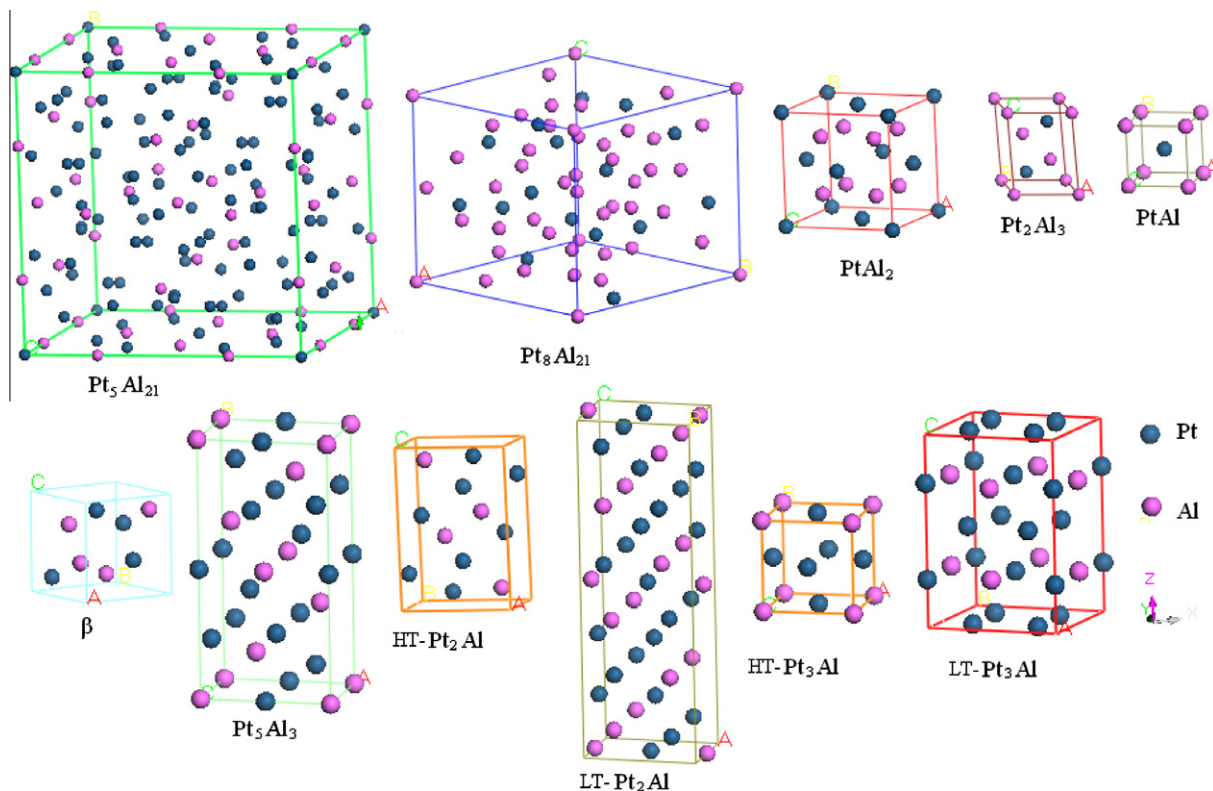 B
A
C
Pt₅Al₂₁
C
A
B
Pt₈Al₂₁
B
A
C
PtAl₂
C
B
A
Pt₂Al₃
B
A
C
PtAl
C
B
A
β
B
A
C
Pt₅Al₃
C
B
A
HT-Pt₂Al
C
B
A
LT-Pt₂Al
B
A
C
HT-Pt₃Al
C
B
A
LT-Pt₃Al
Pt
Al
Z
Y
X